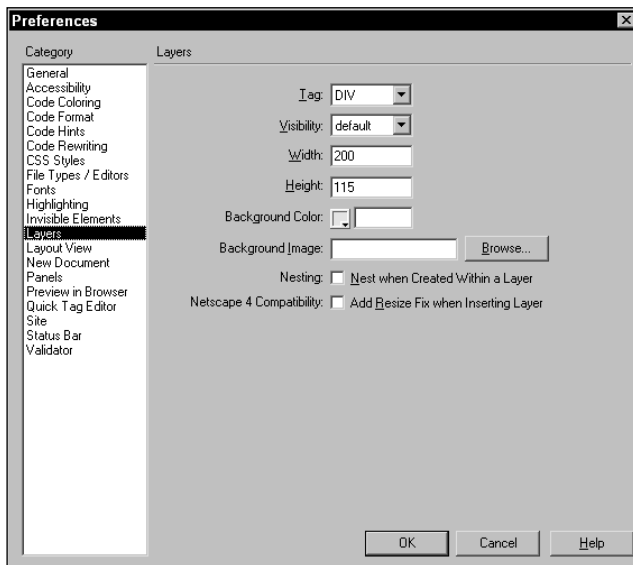 Preferences
Category
General
Accessibility
Code Coloring
Code Format
Code Hints
Code Rewriting
CSS Styles
File Types / Editors
Fonts
Highlighting
Invisible Elements
Layers
Layout View
New Document
Panels
Preview in Browser
Quick Tag Editor
Site
Status Bar
Validator
Layers
Tag: DIV
Visibility: default
Width: 200
Height: 115
Background Color:
Background Image: Browse...
Nesting: Nest when Created Within a Layer
Netscape 4 Compatibility: Add Resize Fix when Inserting Layer
OK Cancel Help